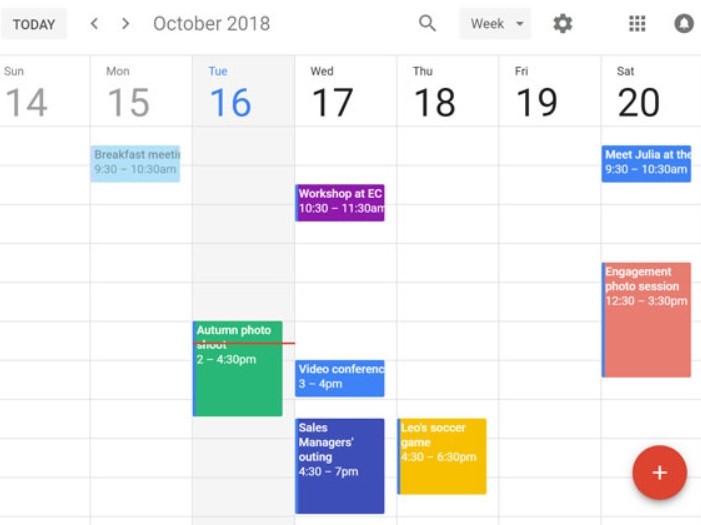 TODAY
October 2018
Week
Sun
Mon
Tue
Wed
Thu
Fri
Sat
14
15
16
17
18
19
20
Breakfast meetin
9:30 – 10:30am
Meet Julia at the
9:30 – 10:30am
Workshop at EC
10:30 – 11:30am
Engagement
photo session
12:30 – 3:30pm
Autumn photo
shoot
2 – 4:30pm
Video conferenc
3 – 4pm
Sales
Managers'
outing
4:30 – 7pm
Leo's soccer
game
4:30 – 6:30pm